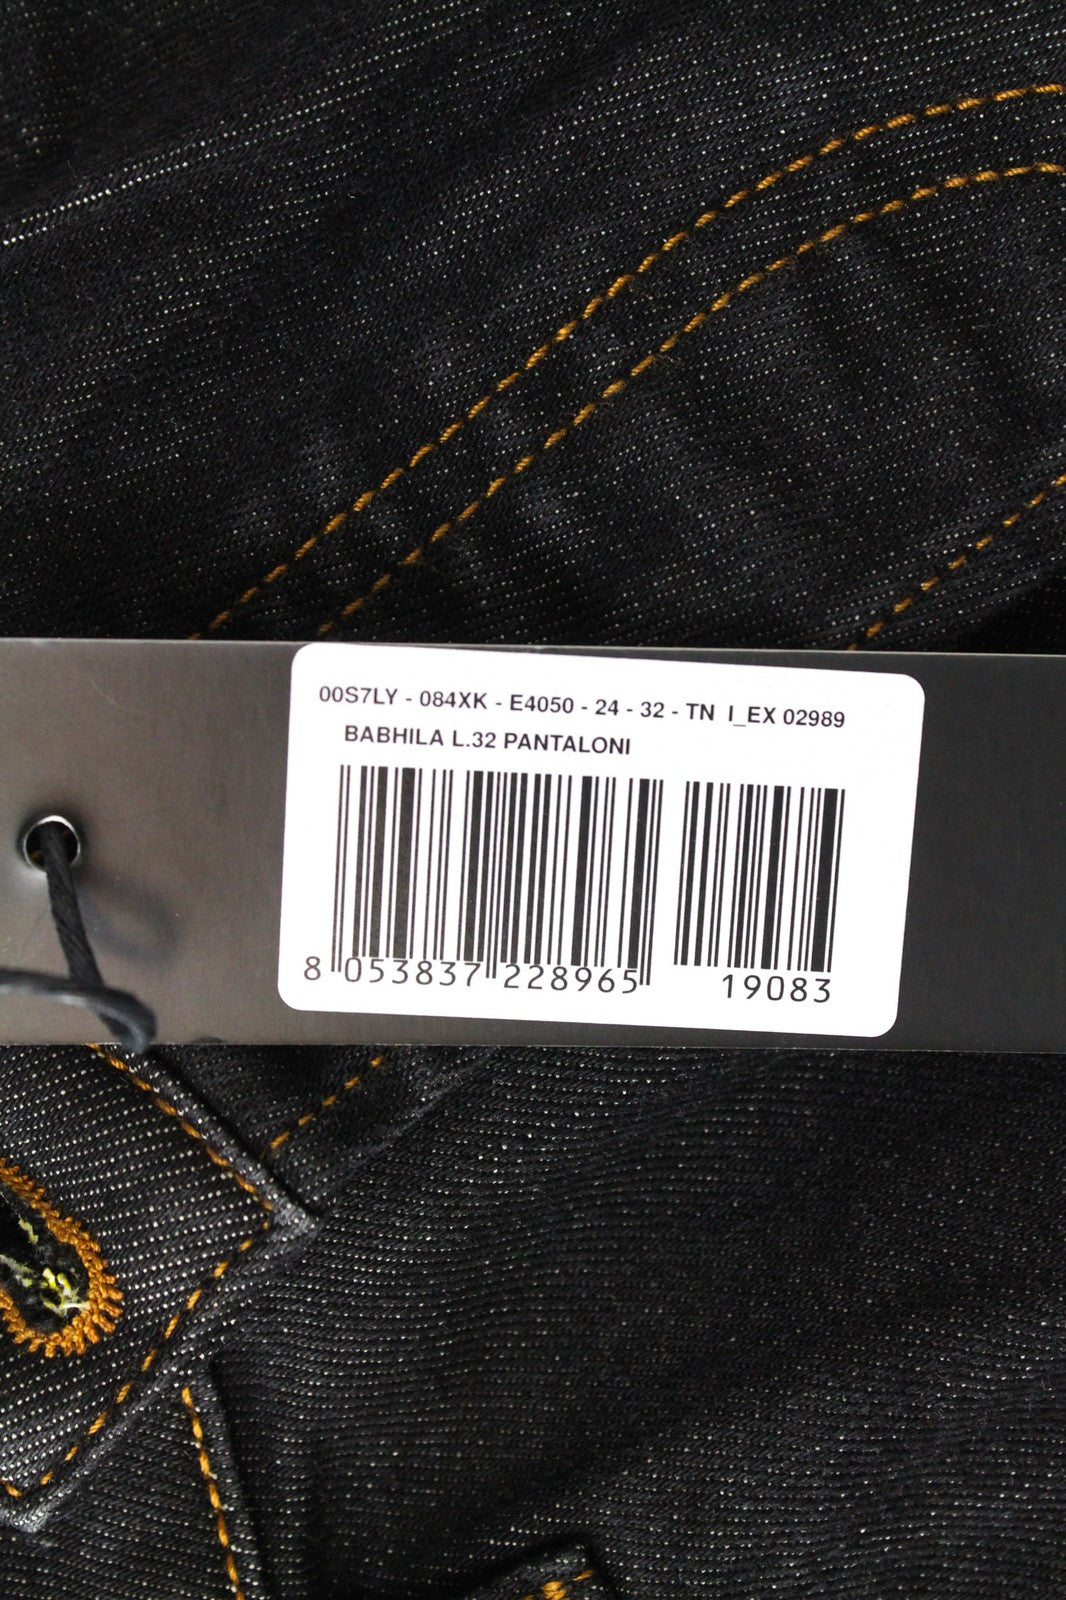 00S7LY - 084XK - E4050 - 24 - 32 - TN I_EX 02989
BABHILA L.32 PANTALONI
8 053837 228965 19083